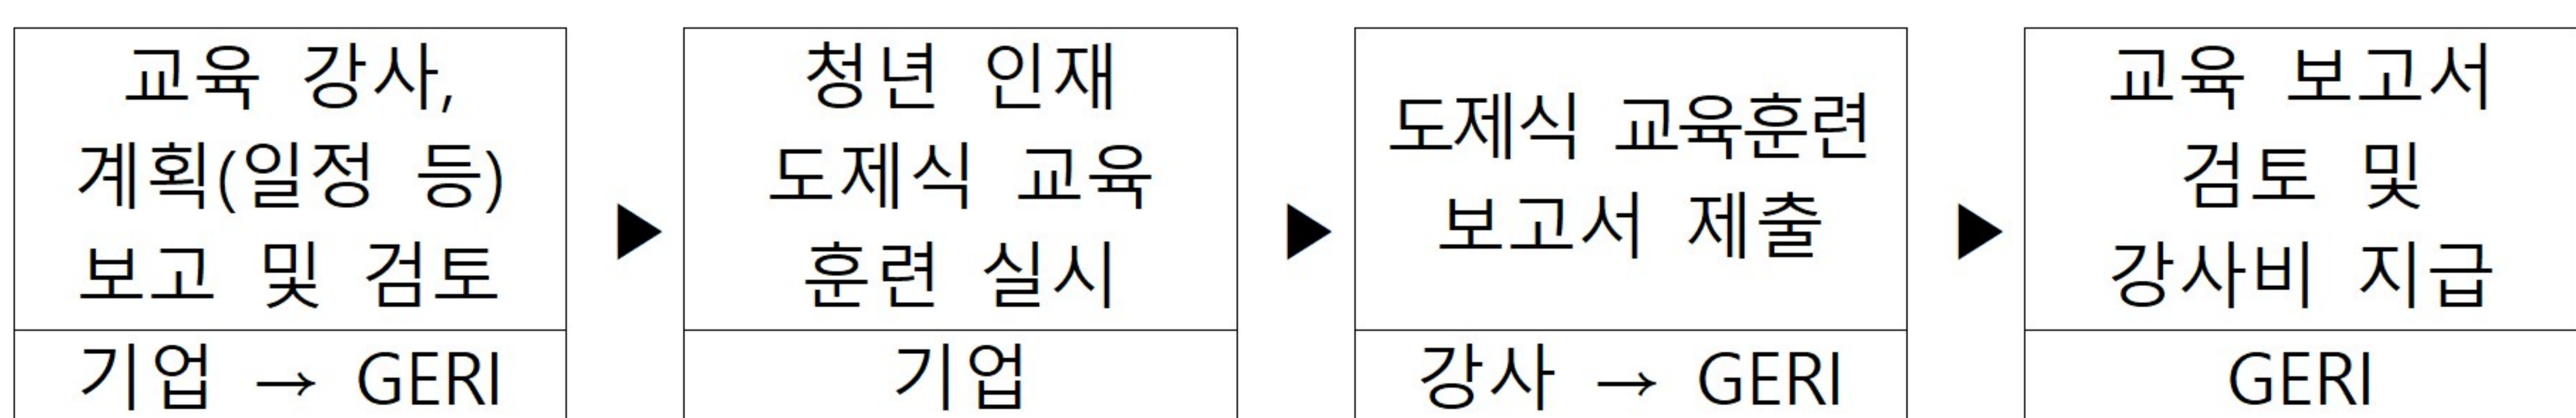 교육 강사,
계획(일정 등)
보고 및 검토
기업 → GERI
▶
청년 인재
도제식 교육
훈련 실시
기업
▶
도제식 교육훈련
보고서 제출
강사 → GERI
▶
교육 보고서
검토 및
강사비 지급
GERI